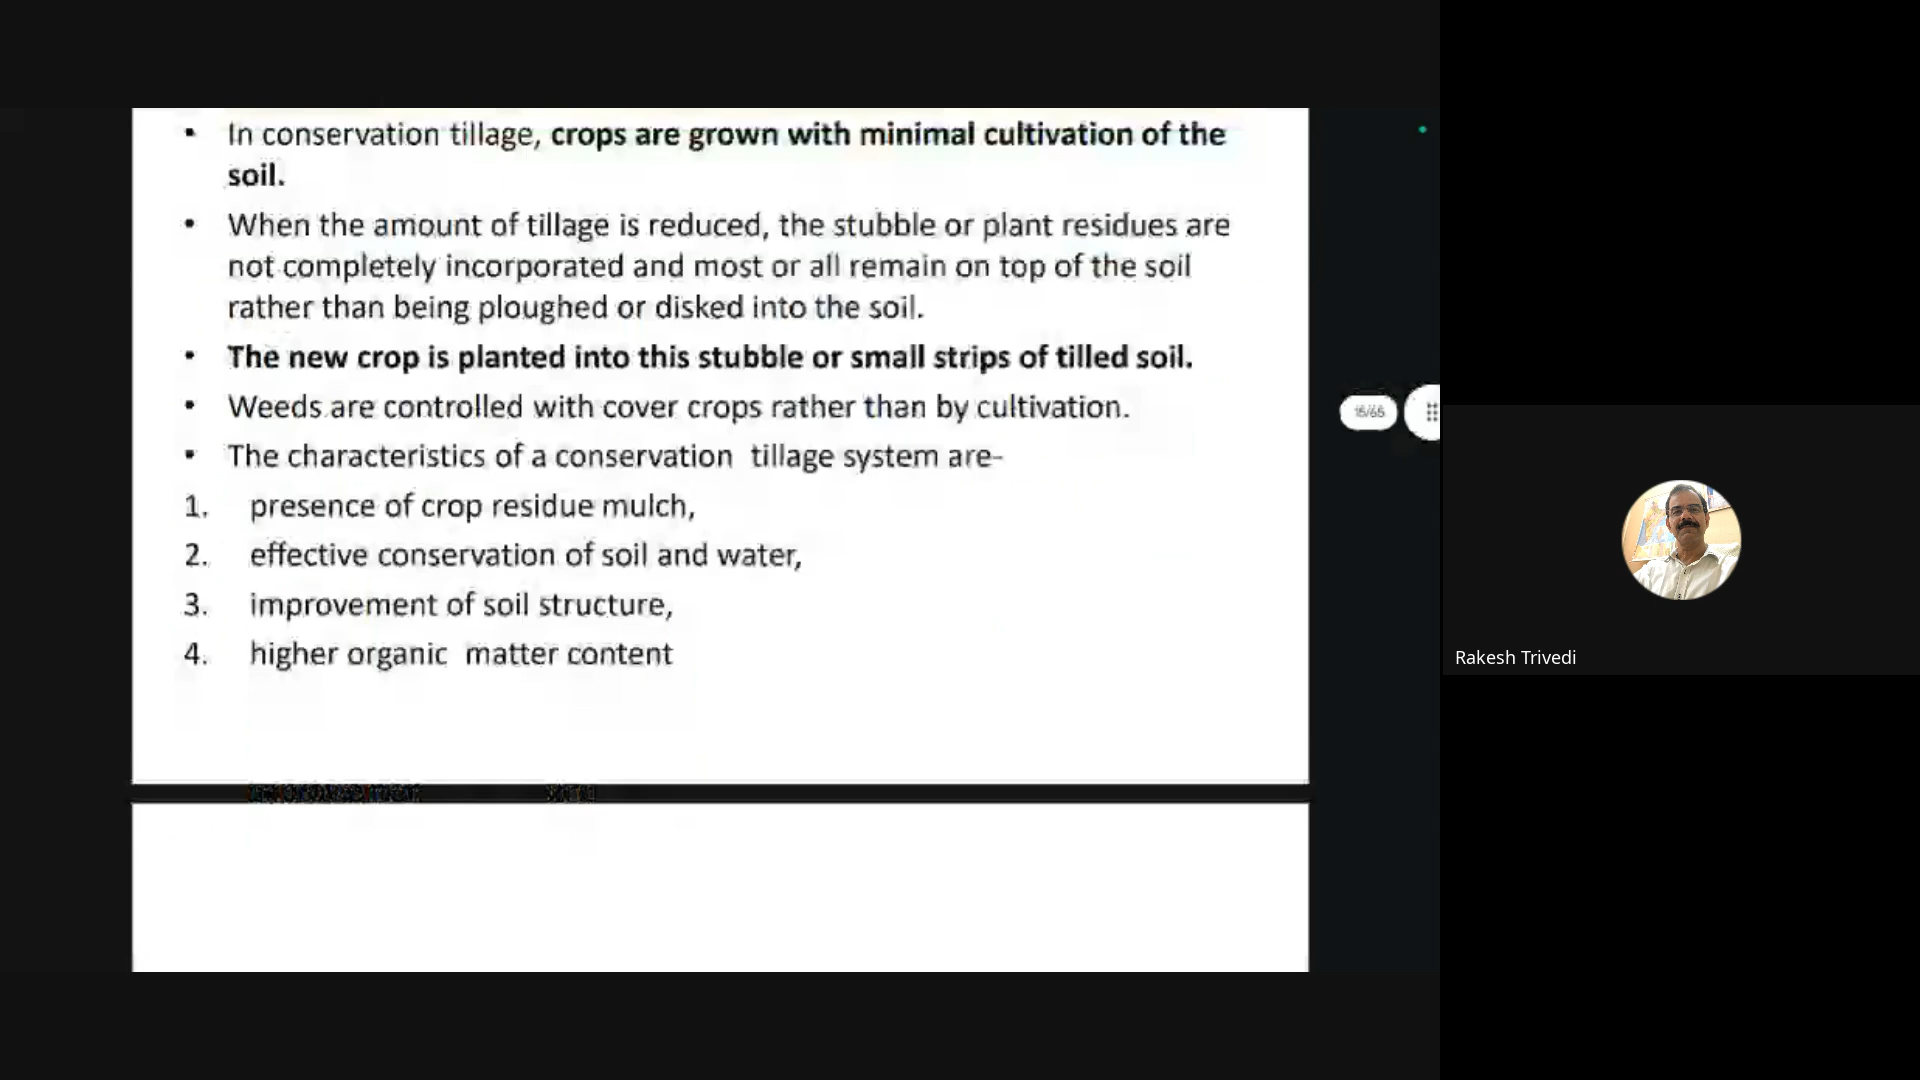 • In conservation tillage, crops are grown with minimal cultivation of the
soil.
• When the amount of tillage is reduced, the stubble or plant residues are
not completely incorporated and most or all remain on top of the soil
rather than being ploughed or disked into the soil.
• The new crop is planted into this stubble or small strips of tilled soil.
• Weeds are controlled with cover crops rather than by cultivation.
• The characteristics of a conservation tillage system are-
1. presence of crop residue mulch,
2. effective conservation of soil and water,
3. improvement of soil structure,
4. higher organic matter content
15/65
Rakesh Trivedi